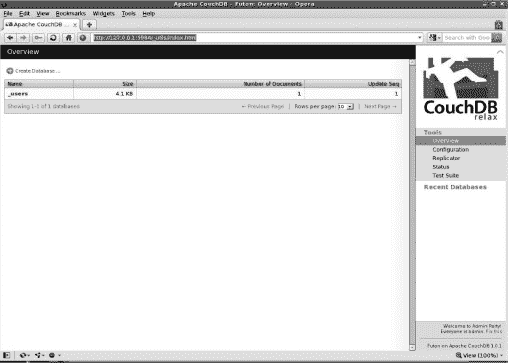 Apache CouchDB - Futon: Overview - Opera
File Edit View Bookmarks Widgets Tools Help
Apache CouchDB -...
http://127.0.0.1:5984/_utils/index.html
Search with Goo
Overview
Create Database ...
Name Size Number of Documents Update Seq
_users 4.1 KB 1 1
Showing 1-1 of 1 databases
← Previous Page | Rows per page: 10 | Next Page →
CouchDB
relax
Tools
Overview
Configuration
Replicator
Status
Test Suite
Recent Databases
Welcome to Admin Party!
Everyone is admin. Fix this
Futon on Apache CouchDB 1.0.1
View (100%)